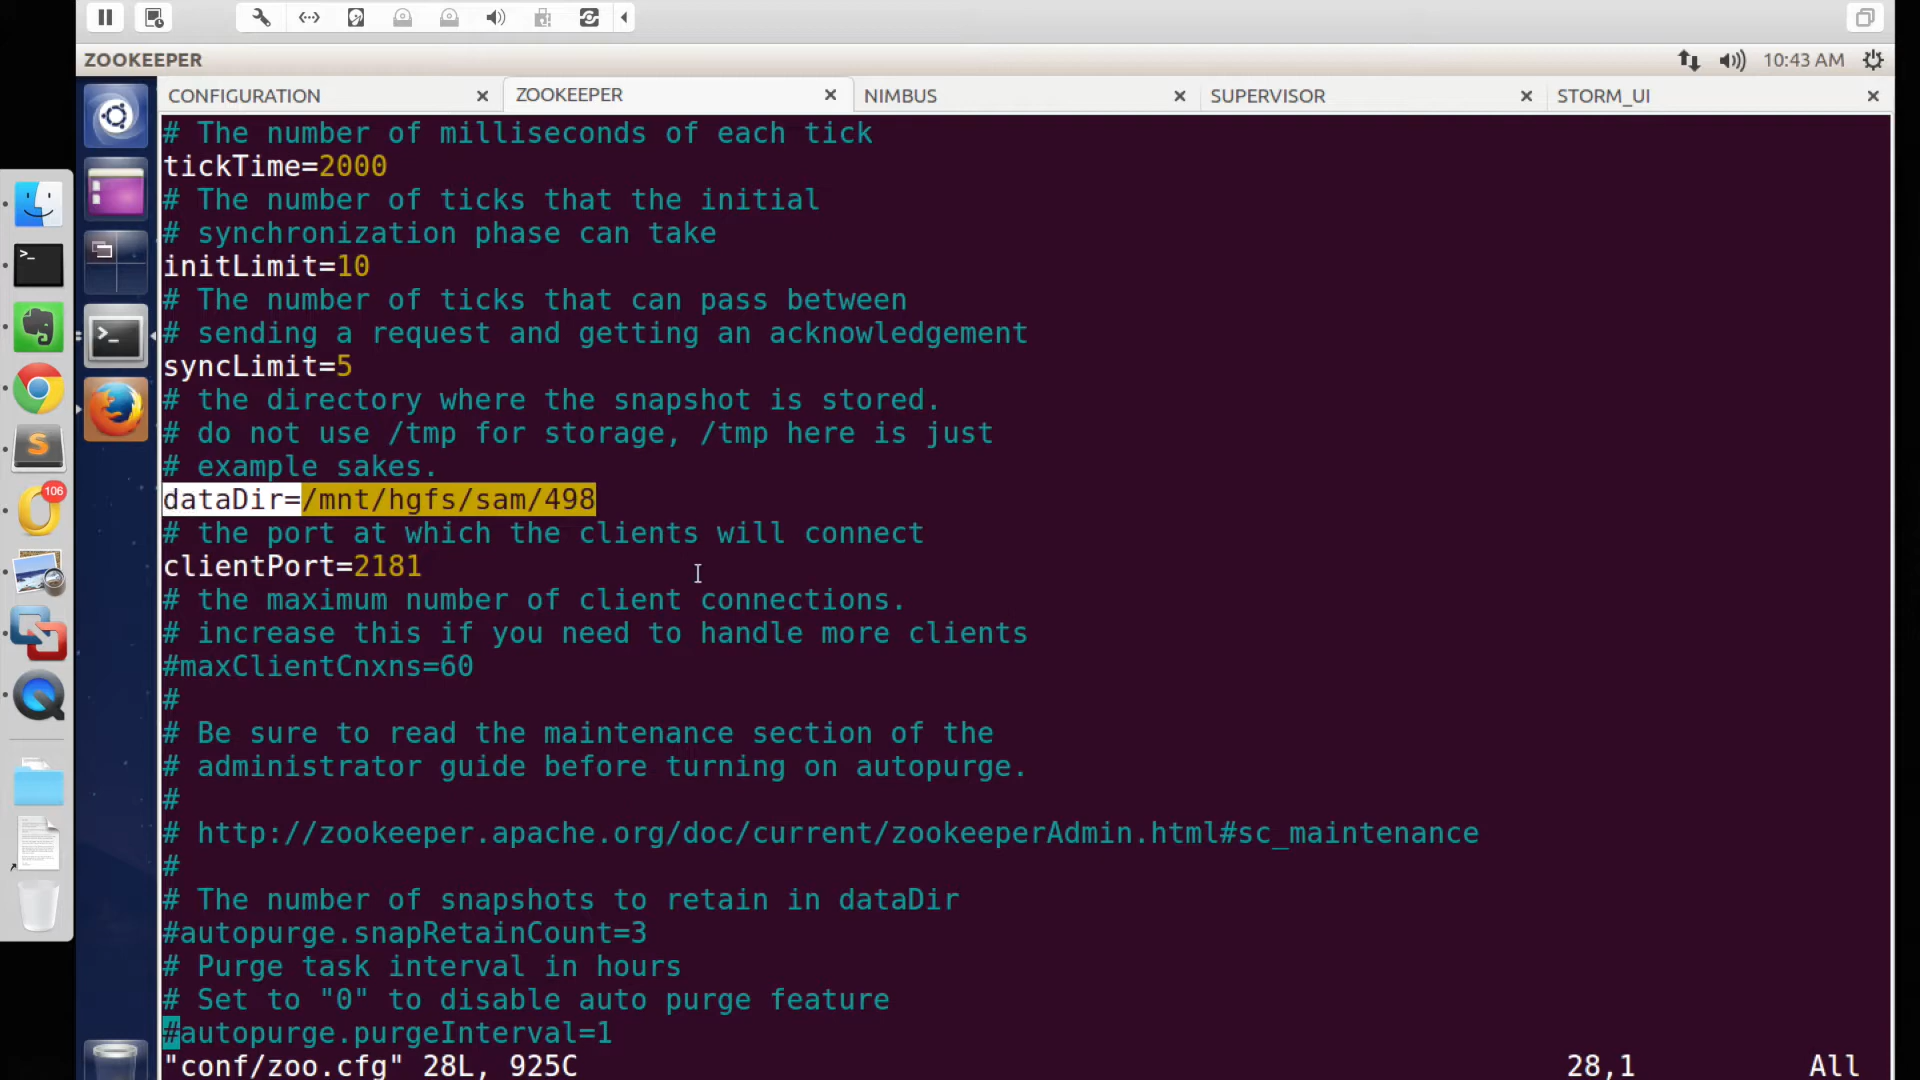 ZOOKEEPER
10:43 AM
CONFIGURATION
ZOOKEEPER
NIMBUS
SUPERVISOR
STORM_UI
# The number of milliseconds of each tick
tickTime=2000
# The number of ticks that the initial
# synchronization phase can take
initLimit=10
# The number of ticks that can pass between
# sending a request and getting an acknowledgement
syncLimit=5
# the directory where the snapshot is stored.
# do not use /tmp for storage, /tmp here is just
# example sakes.
dataDir=/mnt/hgfs/sam/498
# the port at which the clients will connect
clientPort=2181
# the maximum number of client connections.
# increase this if you need to handle more clients
#maxClientCnxns=60
#
# Be sure to read the maintenance section of the
# administrator guide before turning on autopurge.
#
# http://zookeeper.apache.org/doc/current/zookeeperAdmin.html#sc_maintenance
#
# The number of snapshots to retain in dataDir
#autopurge.snapRetainCount=3
# Purge task interval in hours
# Set to "0" to disable auto purge feature
#autopurge.purgeInterval=1
"conf/zoo.cfg" 28L, 925C
28,1
All
106